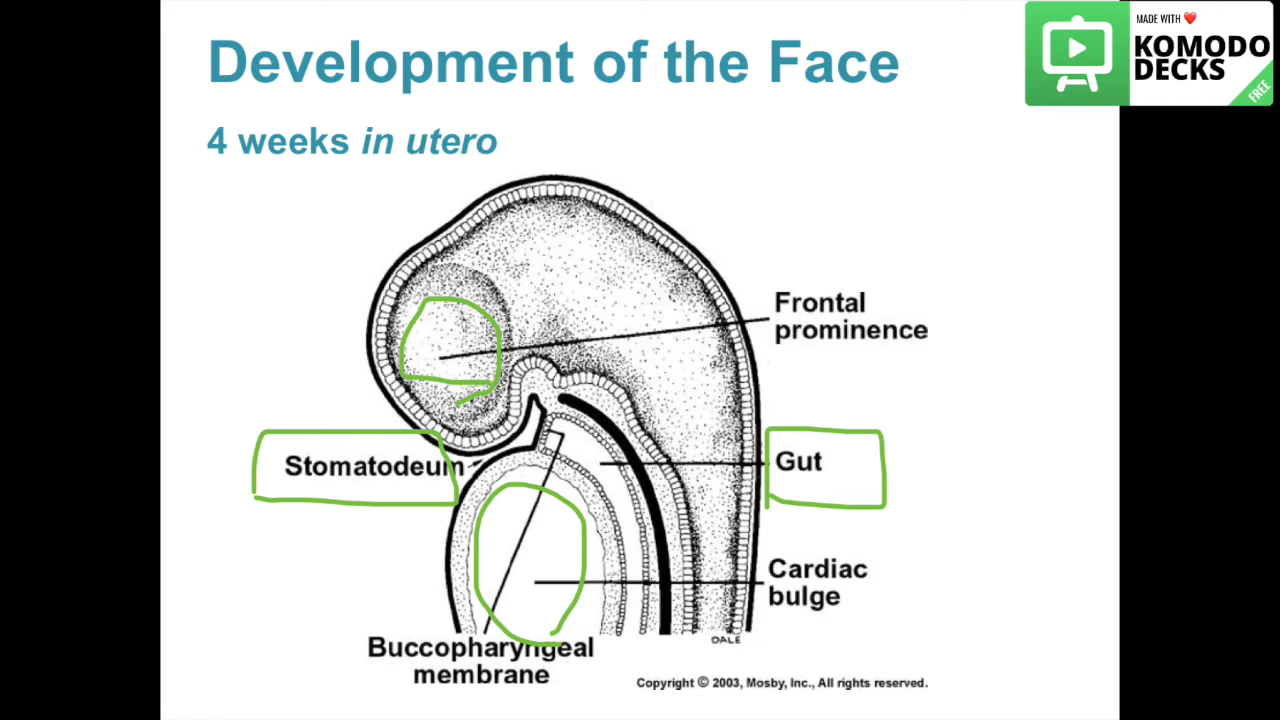 Development of the Face
MADE WITH ❤️
KOMODO
DECKS
FREE
4 weeks in utero
Frontal
prominence
Stomatodeum
Gut
Cardiac
bulge
DALE
Buccopharyngeal
membrane
Copyright © 2003, Mosby, Inc., All rights reserved.